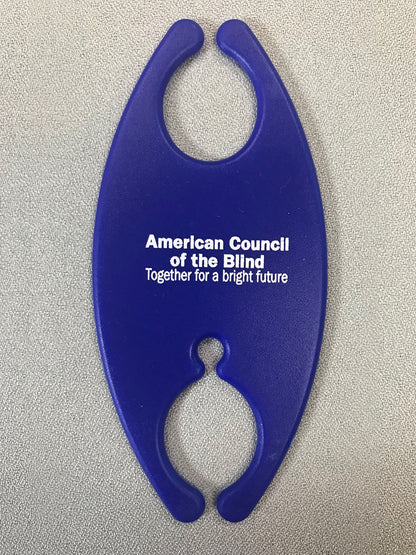 American Council
of the Blind
Together for a bright future